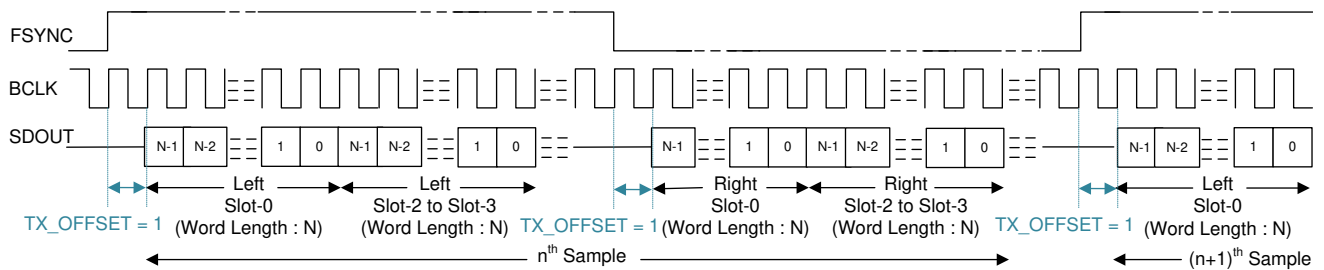 FSYNC
BCLK
SDOUT
N-1 N-2 1 0 N-1 N-2 1 0 N-1 1 0 N-1 N-2 1 0 N-1 N-2 1 0
Left Left Right Right Left
Slot-0 Slot-2 to Slot-3 Slot-0 Slot-2 to Slot-3 Slot-0
TX_OFFSET = 1 (Word Length : N) (Word Length : N) TX_OFFSET = 1 (Word Length : N) (Word Length : N) TX_OFFSET = 1 (Word Length : N)
nth Sample (n+1)th Sample